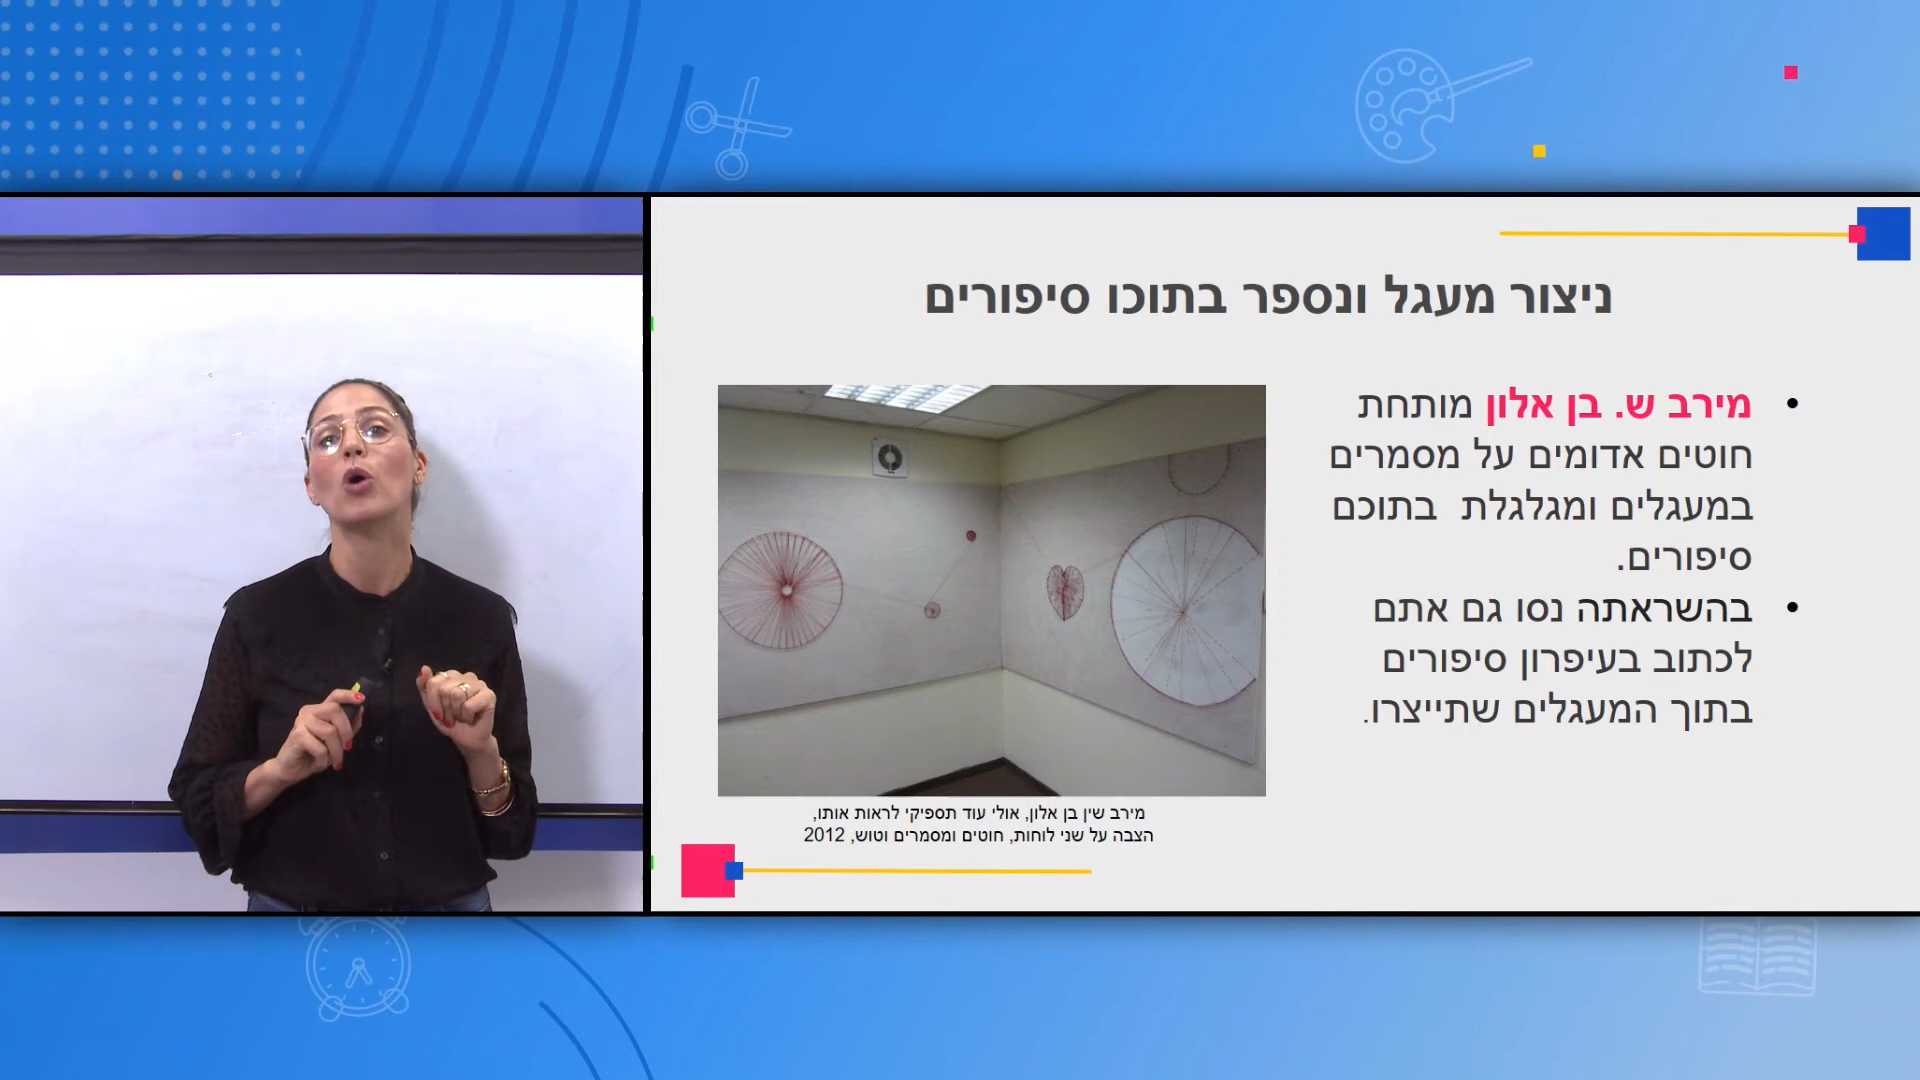 ניצור מעגל ונספר בתוכו סיפורים
• מירב ש. בן אלון מותחת
חוטים אדומים על מסמרים
במעגלים ומגלגלת בתוכם
סיפורים.
• בהשראתה נסו גם אתם
לכתוב בעיפרון סיפורים
בתוך המעגלים שתייצרו.
מירב שין בן אלון, אולי עוד תספיקי לראות אותו,
הצבה על שני לוחות, חוטים ומסמרים וטוש, 2012